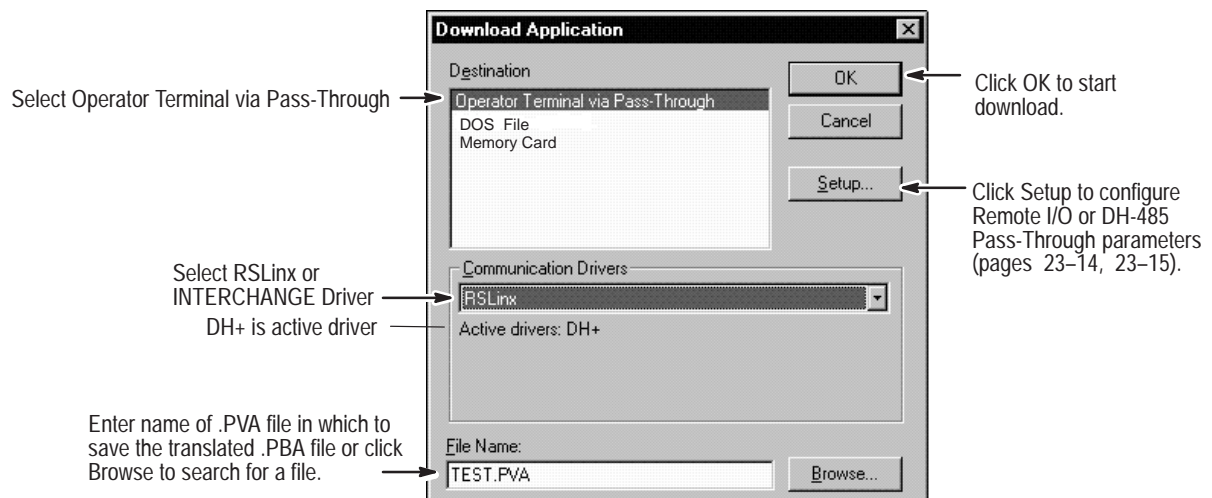 Download Application
Destination
Select Operator Terminal via Pass-Through
Operator Terminal via Pass-Through
DOS File
Memory Card
OK
Click OK to start
download.
Cancel
Setup...
Click Setup to configure
Remote I/O or DH-485
Pass-Through parameters
(pages 23–14, 23–15).
Communication Drivers
Select RSLinx or
INTERCHANGE Driver
RSLinx
DH+ is active driver
Active drivers: DH+
Enter name of .PVA file in which to
save the translated .PBA file or click
Browse to search for a file.
File Name:
TEST.PVA
Browse...